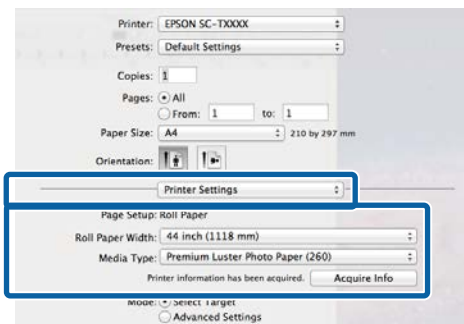 Printer: EPSON SC-TXXXX
Presets: Default Settings
Copies: 1
Pages: All
From: 1 to: 1
Paper Size: A4 210 by 297 mm
Orientation:
Printer Settings
Page Setup: Roll Paper
Roll Paper Width: 44 inch (1118 mm)
Media Type: Premium Luster Photo Paper (260)
Printer information has been acquired. Acquire Info
Mode: Select Target
Advanced Settings